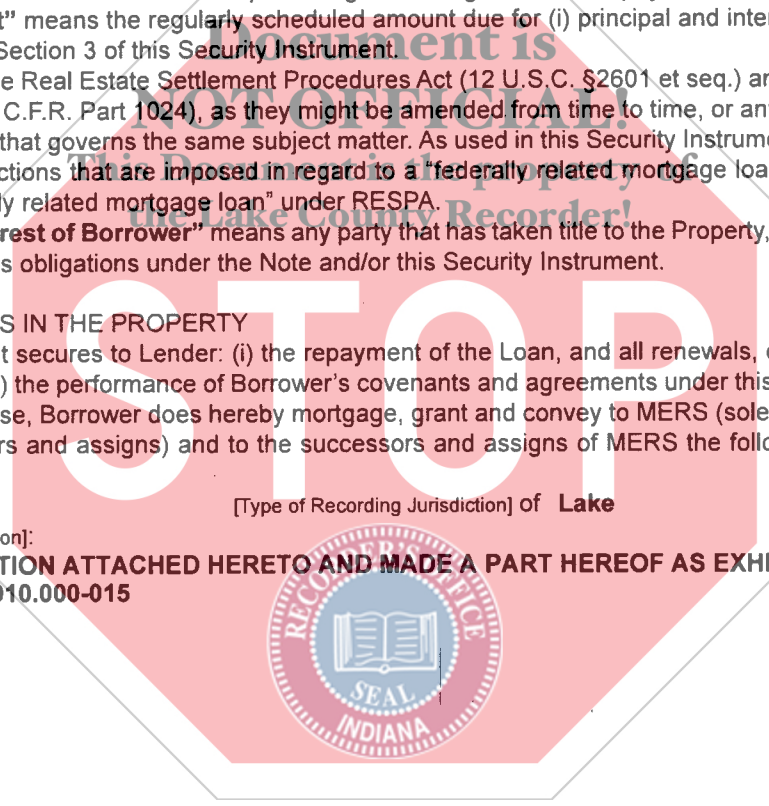 t" means the regularly scheduled amount due for (i) principal and inter
Section 3 of this Security Instrument.
e Real Estate Settlement Procedures Act (12 U.S.C. §2601 et seq.) an
C.F.R. Part 1024), as they might be amended from time to time, or an
that governs the same subject matter. As used in this Security Instrume
ctions that are imposed in regard to a "federally related mortgage loa
ly related mortgage loan" under RESPA.
rest of Borrower" means any party that has taken title to the Property,
s obligations under the Note and/or this Security Instrument.
S IN THE PROPERTY
t secures to Lender: (i) the repayment of the Loan, and all renewals,
) the performance of Borrower's covenants and agreements under this
se, Borrower does hereby mortgage, grant and convey to MERS (sole
rs and assigns) and to the successors and assigns of MERS the follo
[Type of Recording Jurisdiction] of Lake
on]:
TION ATTACHED HERETO AND MADE A PART HEREOF AS EXHI
010.000-015
Document is
NOT OFFICIAL!
This Document is the property of
the Lake County Recorder!
STOP
RECORDER'S OFFICE
SEAL
INDIANA